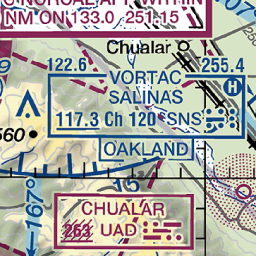 NM ON 133.0 251.15
Chualar
122.6
255.4
VORTAC
SALINAS
H
117.3 Ch 120 SNS
560
OAKLAND
15
167°
CHUALAR
263 UAD